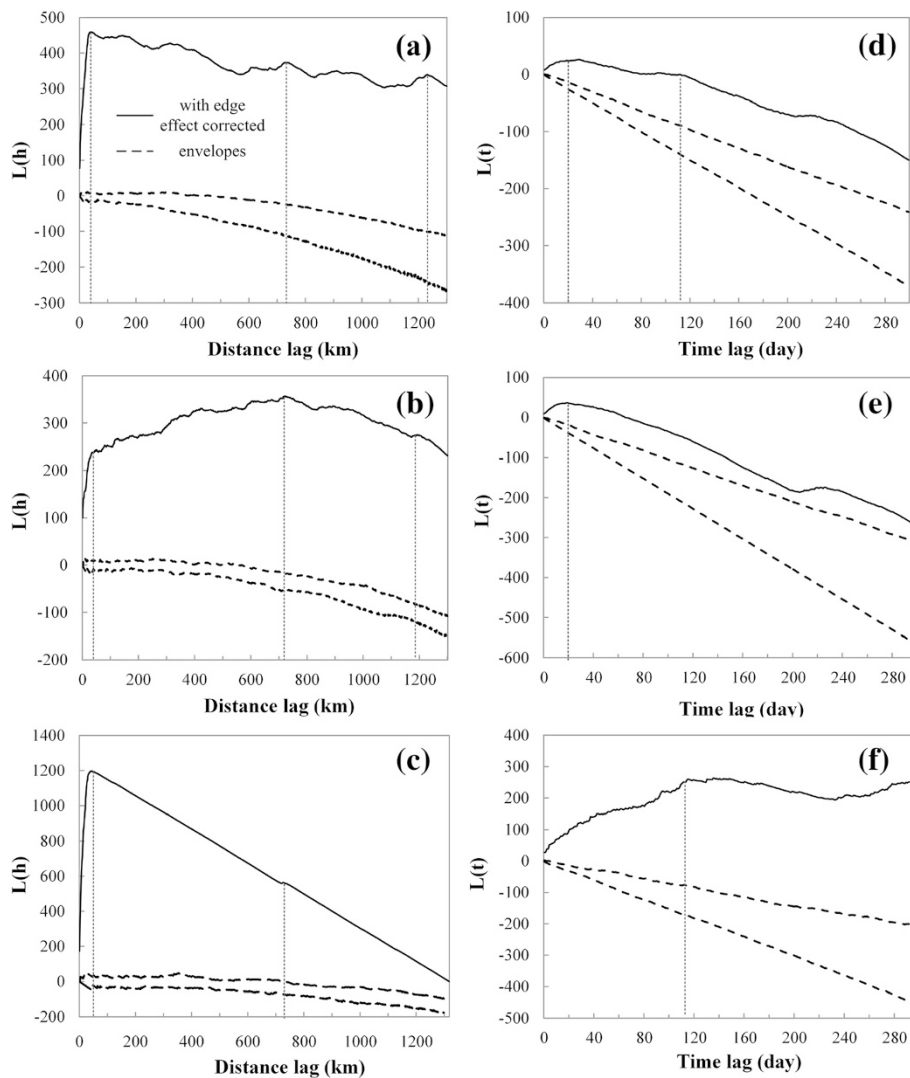 500
400
300
200
100
0
-100
-200
-300
L(h)
(a)
with edge
effect corrected
envelopes
0 200 400 600 800 1000 1200
Distance lag (km)
100
0
-100
-200
-300
-400
L(t)
(d)
0 40 80 120 160 200 240 280
Time lag (day)
400
300
200
100
0
-100
-200
L(h)
(b)
0 200 400 600 800 1000 1200
Distance lag (km)
100
0
-100
-200
-300
-400
-500
-600
L(t)
(e)
0 40 80 120 160 200 240 280
Time lag (day)
1400
1200
1000
800
600
400
200
0
-200
L(h)
(c)
0 200 400 600 800 1000 1200
Distance lag (km)
400
300
200
100
0
-100
-200
-300
-400
-500
L(t)
(f)
0 40 80 120 160 200 240 280
Time lag (day)